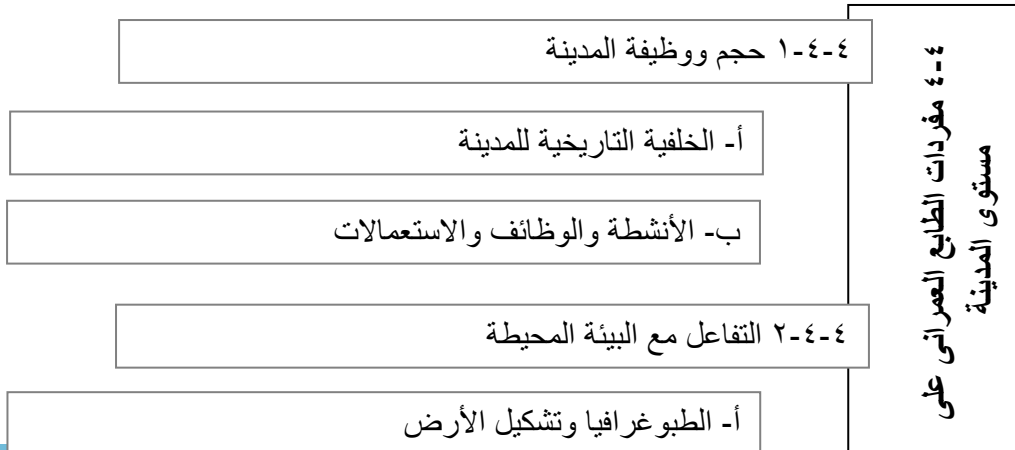 ٤-٤ مفردات الطابع العمرانى على
مستوى المدينة
٤-٤-١ حجم ووظيفة المدينة
أ- الخلفية التاريخية للمدينة
ب- الأنشطة والوظائف والاستعمالات
٤-٤-٢ التفاعل مع البيئة المحيطة
أ- الطبوغرافيا وتشكيل الأرض